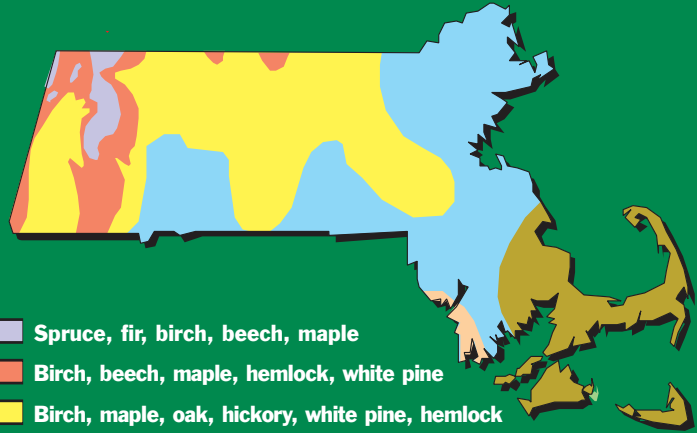 Spruce, fir, birch, beech, maple
Birch, beech, maple, hemlock, white pine
Birch, maple, oak, hickory, white pine, hemlock